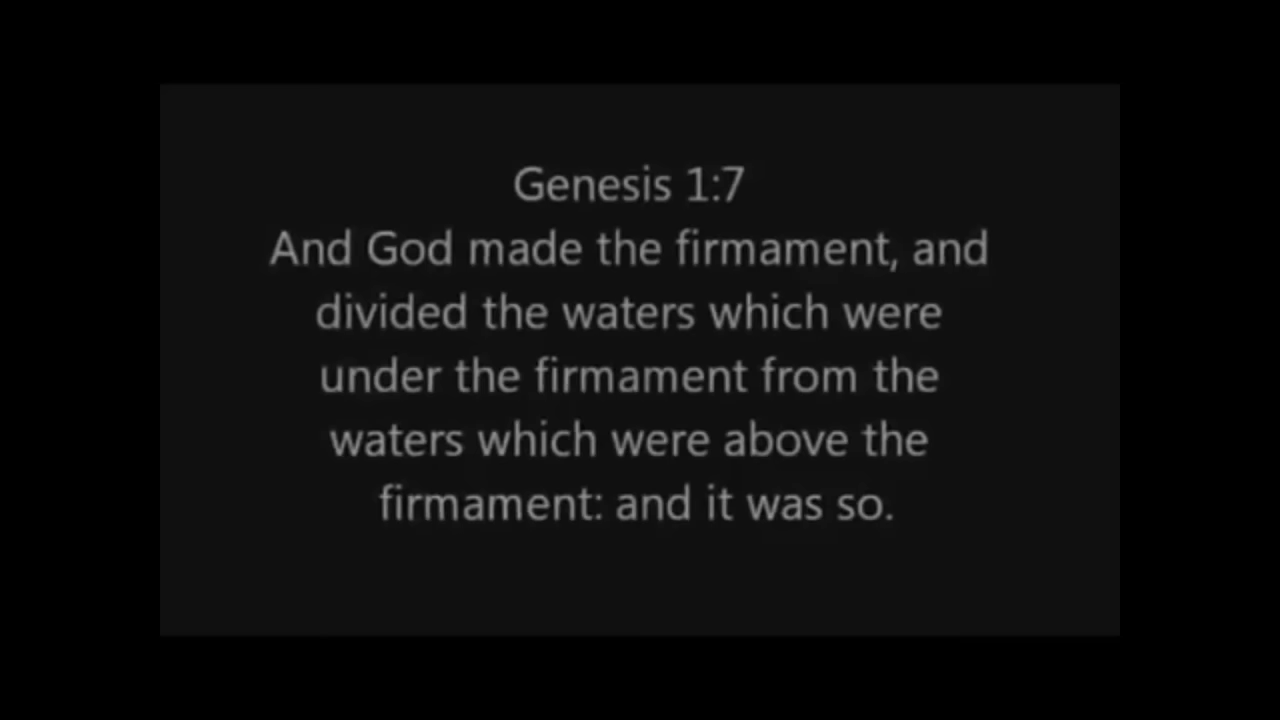 Genesis 1:7
And God made the firmament, and
divided the waters which were
under the firmament from the
waters which were above the
firmament: and it was so.